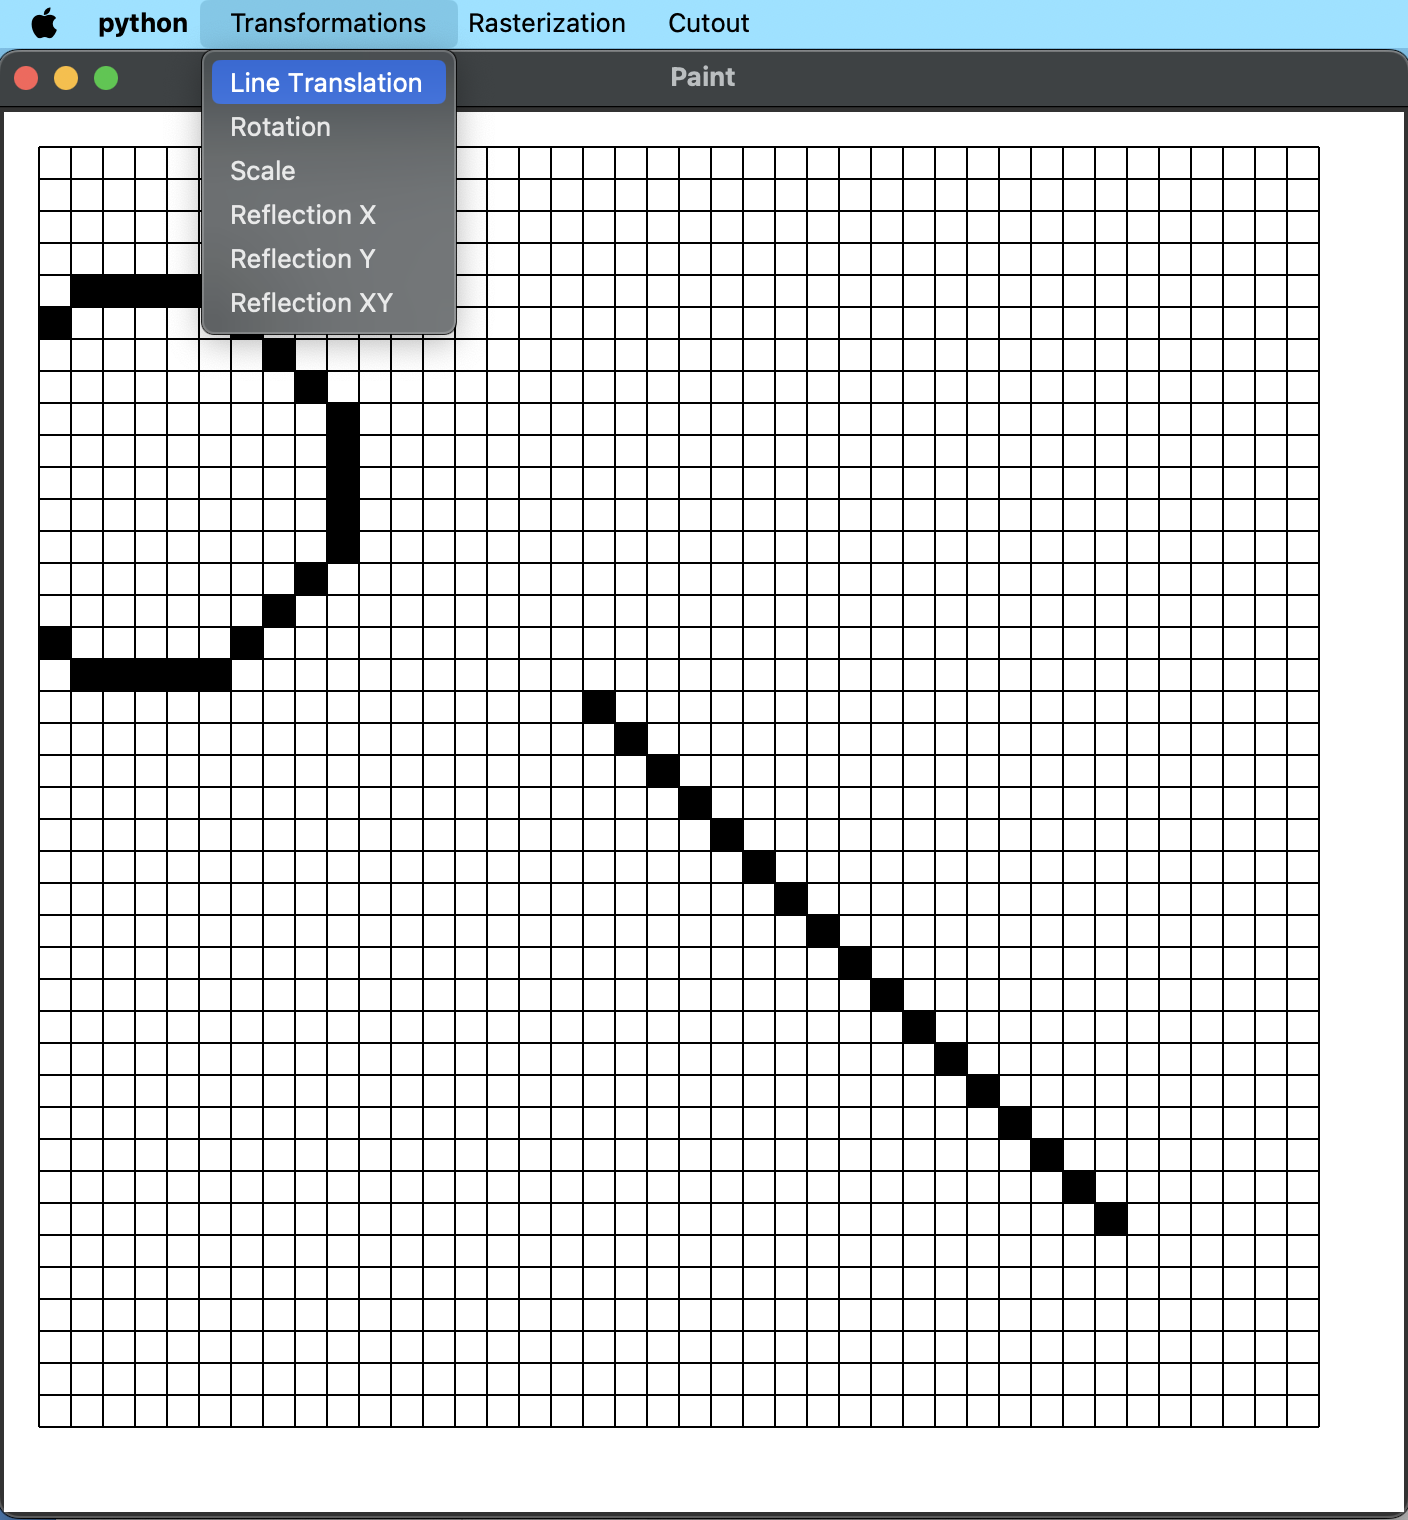 python Transformations Rasterization Cutout
Paint
Line Translation
Rotation
Scale
Reflection X
Reflection Y
Reflection XY